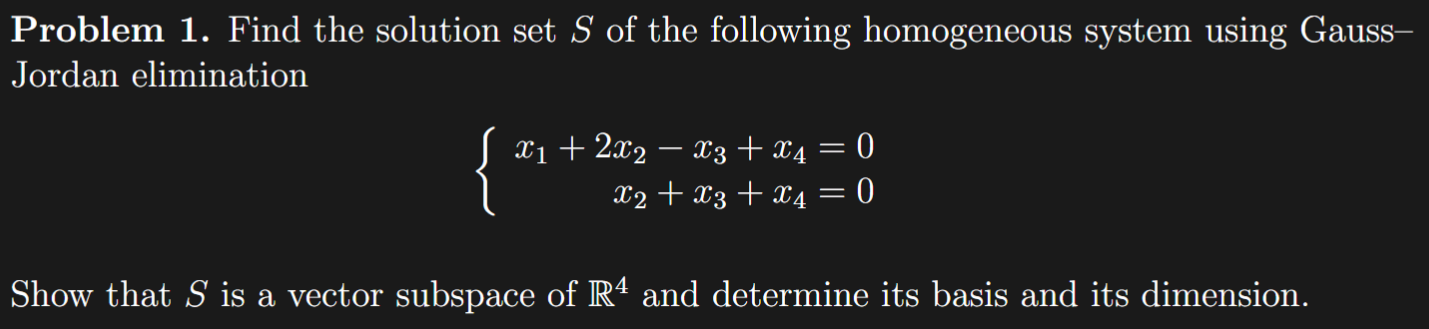 Problem 1. Find the solution set S of the following homogeneous system using Gauss–
Jordan elimination
{ x₁ + 2x₂ − x₃ + x₄ = 0
x₂ + x₃ + x₄ = 0
Show that S is a vector subspace of ℝ⁴ and determine its basis and its dimension.